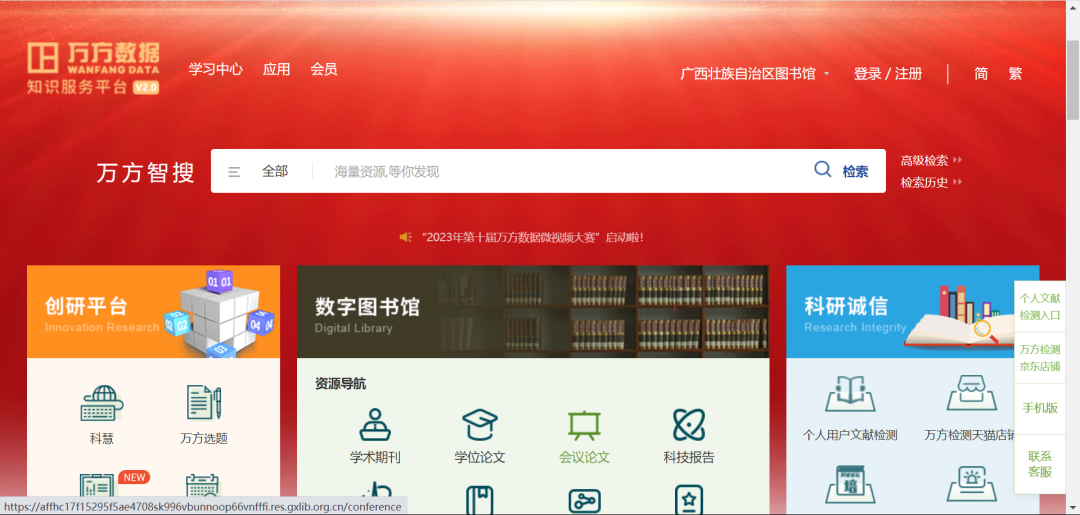 万方数据
WANFANG DATA
知识服务平台 V2.0
学习中心 应用 会员
广西壮族自治区图书馆 登录 / 注册 简 繁
万方智搜
全部 海量资源,等你发现 检索
高级检索
检索历史
“2023年第十届万方数据微视频大赛”启动啦！
创研平台
Innovation Research
01 01
02 02
04 04
数字图书馆
Digital Library
科研诚信
Research Integrity
个人文献
检测入口
万方检测
京东店铺
手机版
联系
客服
资源导航
科慧 万方选题
学术期刊 学位论文 会议论文 科技报告
个人用户文献检测 万方检测天猫店铺
NEW
培
https://affhc17f15295f5ae4708sk996vbunnoop66vnfffi.res.gxlib.org.cn/conference